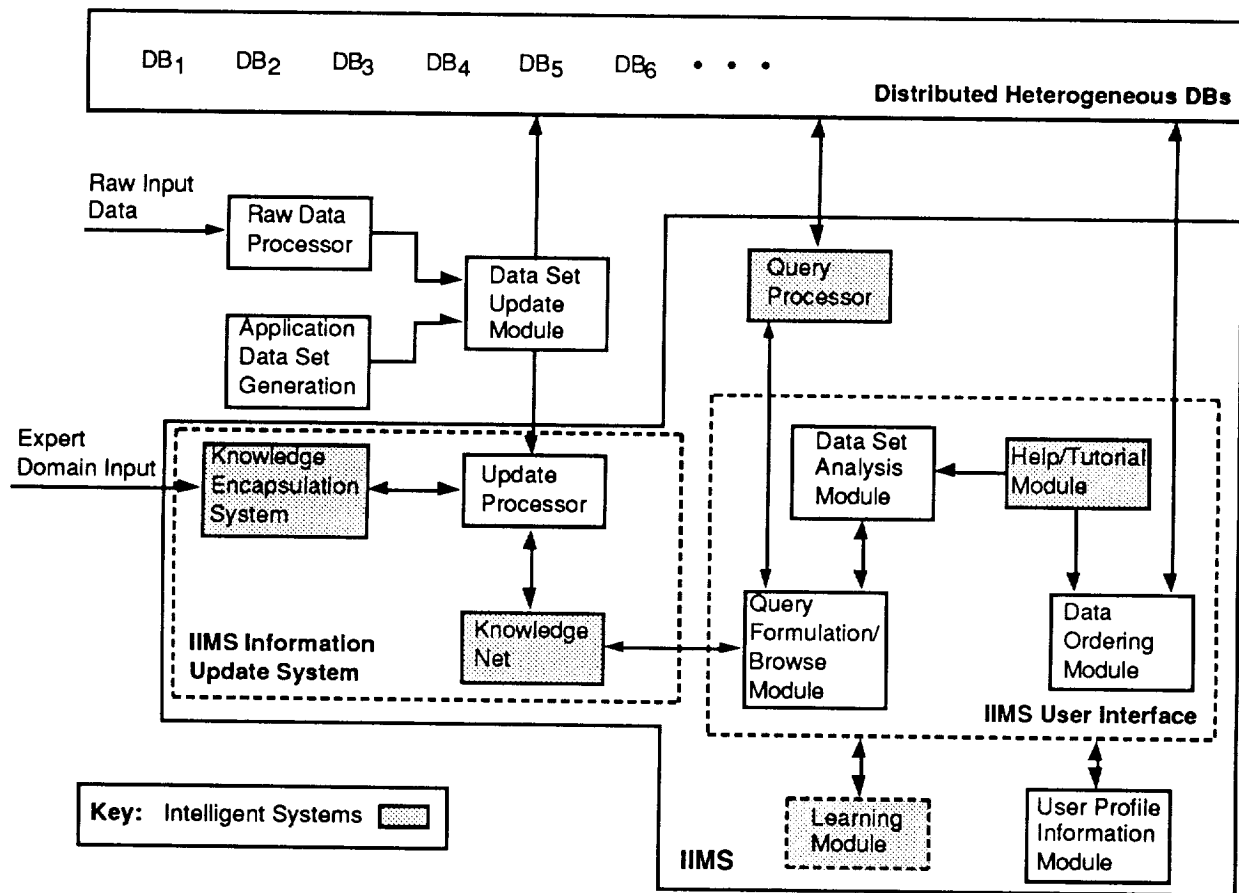 DB1 DB2 DB3 DB4 DB5 DB6 • • •
Distributed Heterogeneous DBs
Raw Input
Data
Raw Data
Processor
Data Set
Update
Module
Query
Processor
Application
Data Set
Generation
Expert
Domain Input
Knowledge
Encapsulation
System
Update
Processor
Data Set
Analysis
Module
Help/Tutorial
Module
IIMS Information
Update System
Knowledge
Net
Query
Formulation/
Browse
Module
Data
Ordering
Module
IIMS User Interface
Key: Intelligent Systems
IIMS
Learning
Module
User Profile
Information
Module